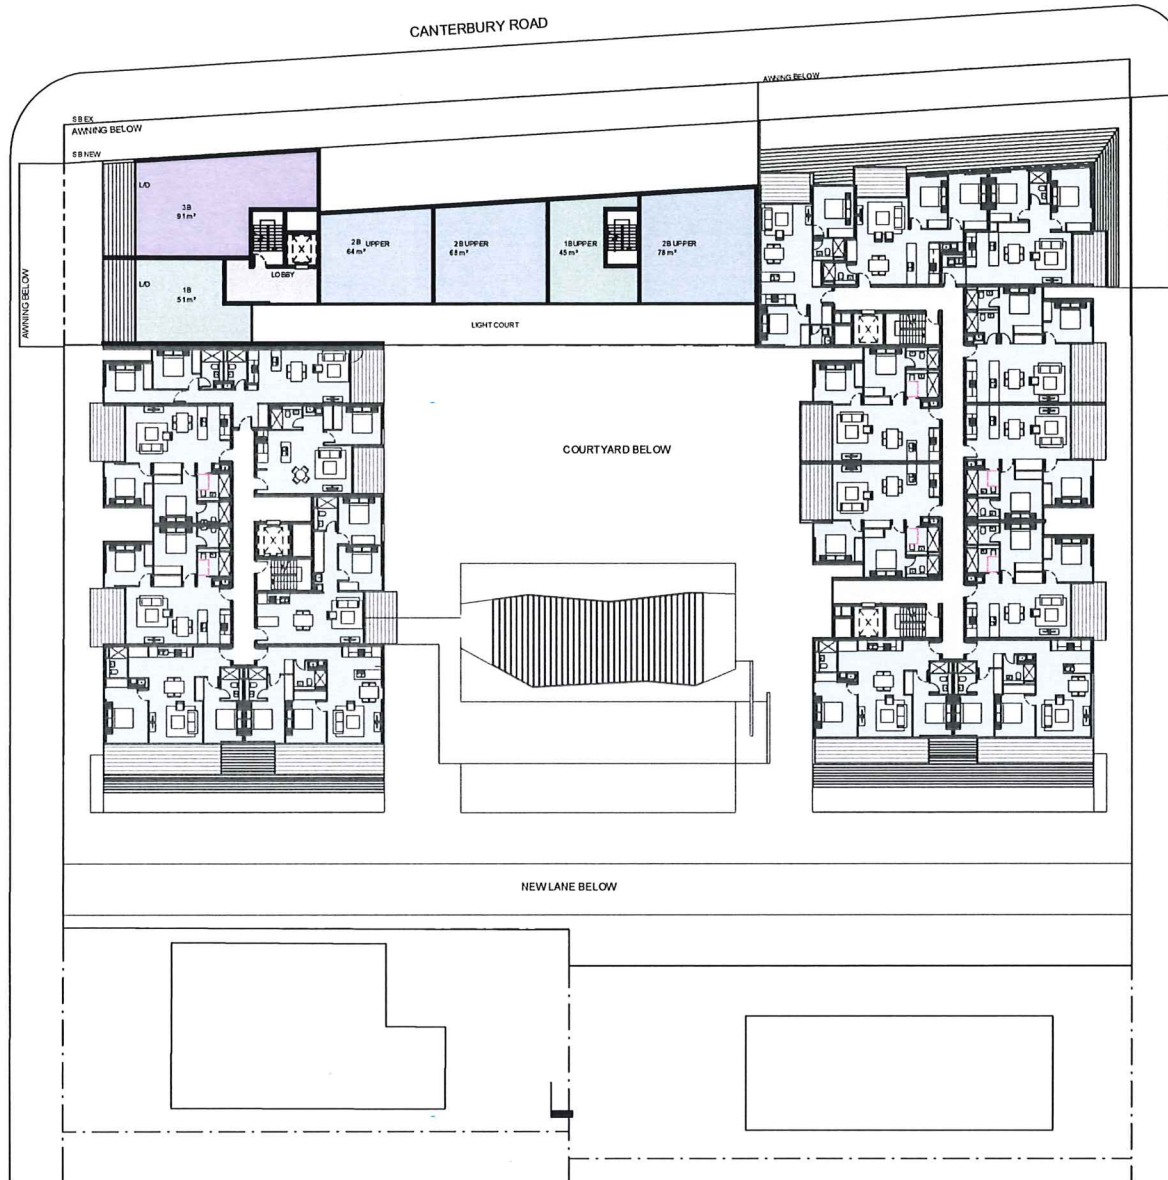 CANTERBURY ROAD
AWNING BELOW
SB EX
AWNING BELOW
SB NEW
L/D
3B
91m²
2B UPPER
64m²
2B UPPER
1B UPPER
45m²
2B UPPER
78m²
LOBBY
L/D
1B
51m²
AWNING BELOW
LIGHT COURT
COURTYARD BELOW
NEW LANE BELOW